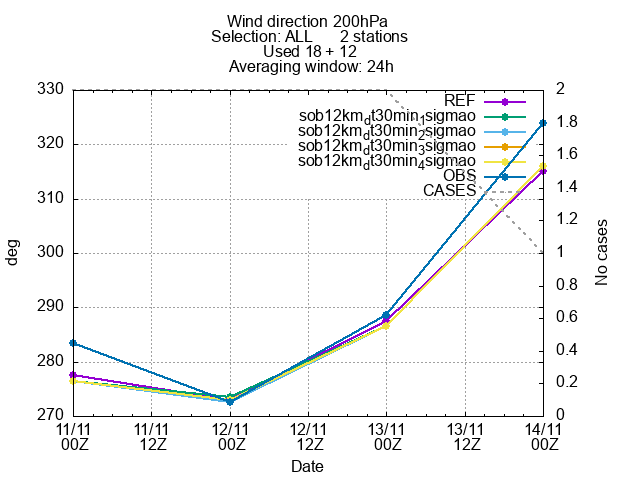 Wind direction 200hPa
Selection: ALL 2 stations
Used 18 + 12
Averaging window: 24h
330
320
310
300
290
280
270
deg
REF
sob12km_dt30min_1sigmao
sob12km_dt30min_2sigmao
sob12km_dt30min_3sigmao
sob12km_dt30min_4sigmao
OBS
CASES
2
1.8
1.6
1.4
1.2
1
0.8
0.6
0.4
0.2
0
No cases
11/11 11/11 12/11 12/11 13/11 13/11 14/11
00Z 12Z 00Z 12Z 00Z 12Z 00Z
Date